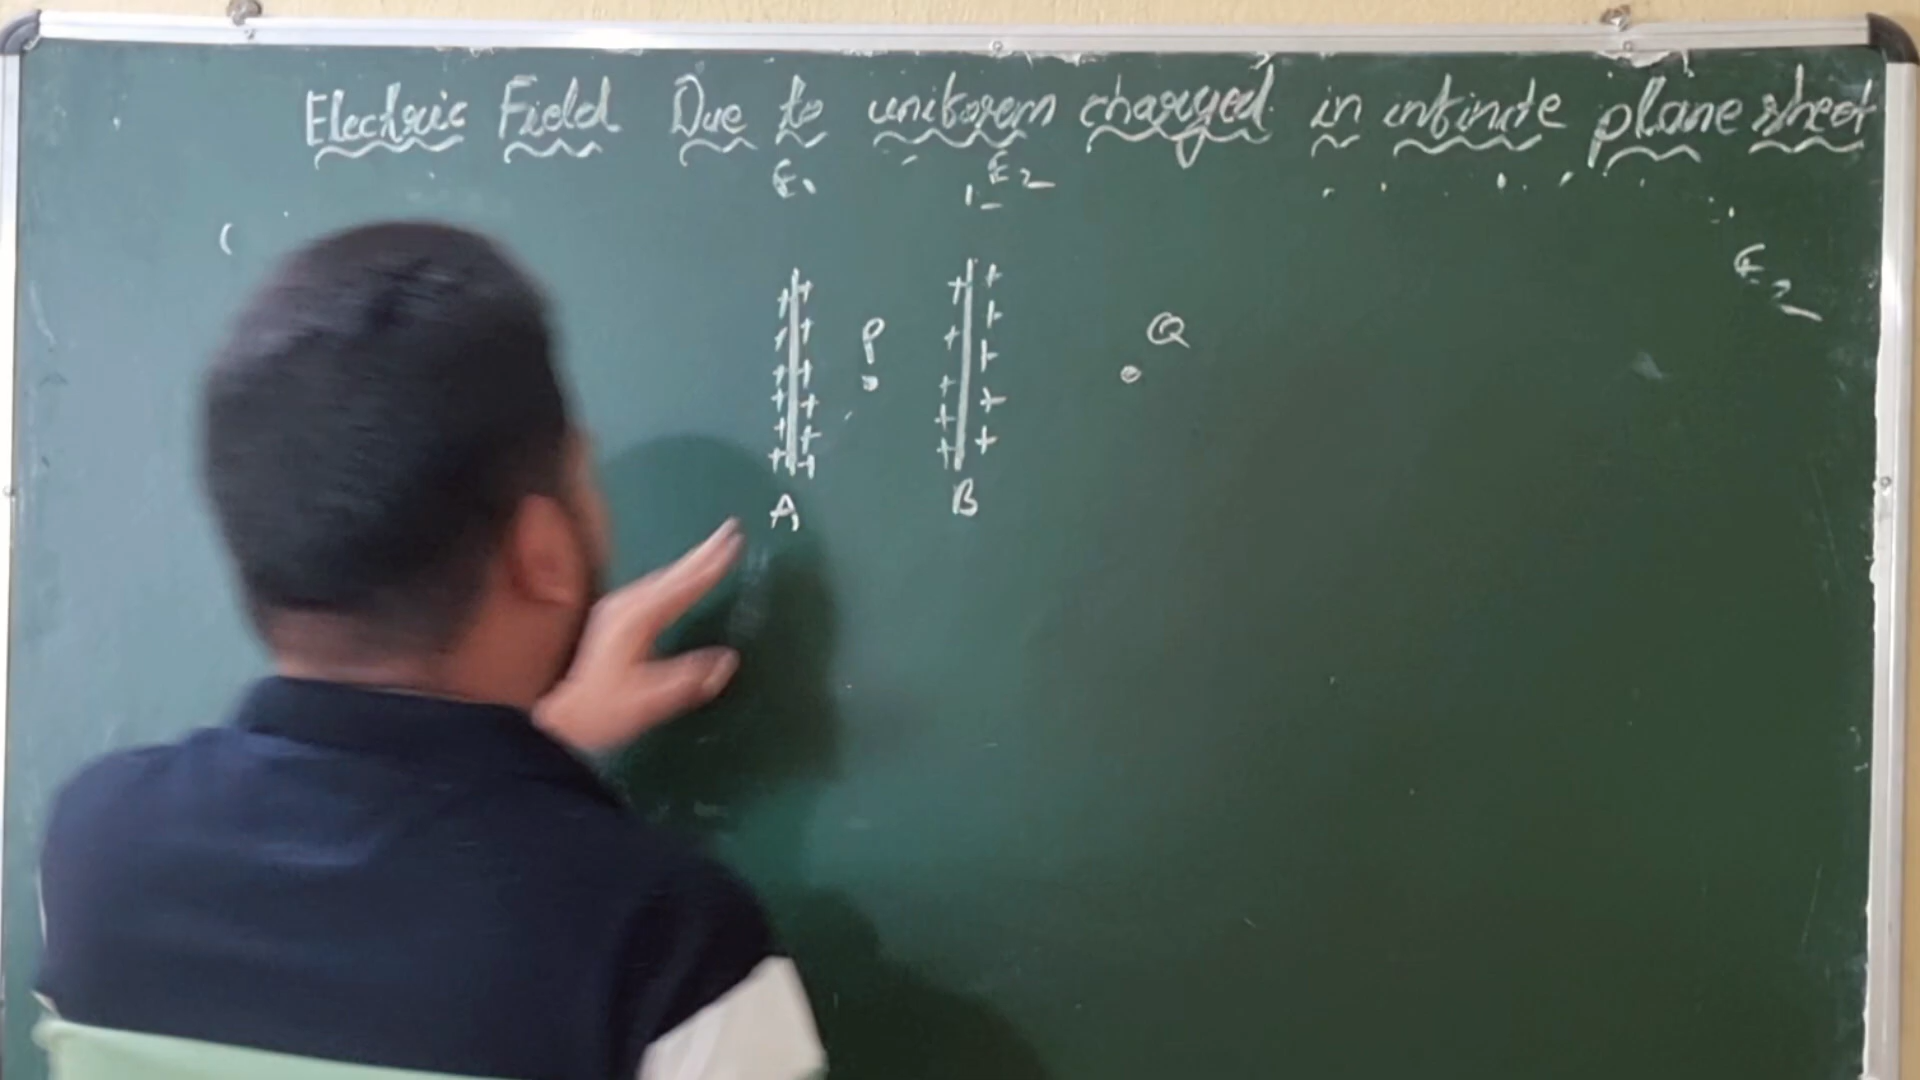 Electric Field Due to uniform charged in infinite plane sheet
E1 E2
E2
P Q
A B